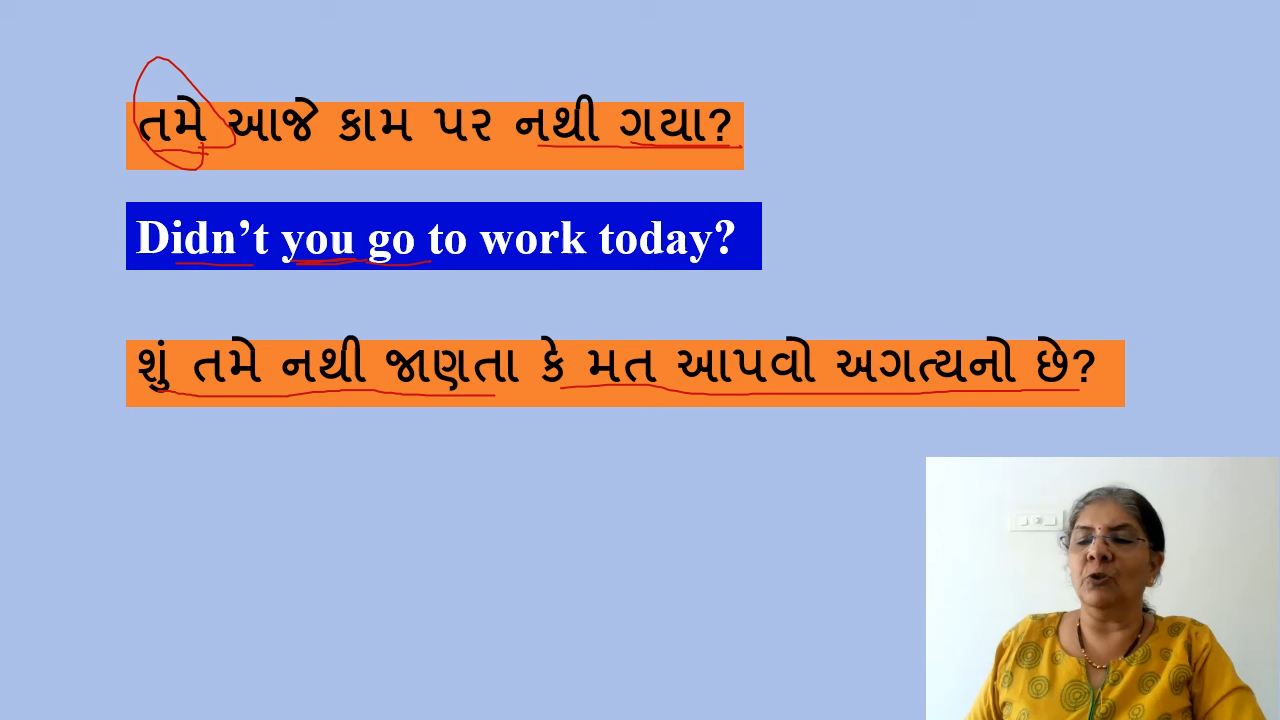 તમે આજે કામ પર નથી ગયા?
Didn’t you go to work today?
શું તમે નથી જાણતા કે મત આપવો અગત્યનો છે?